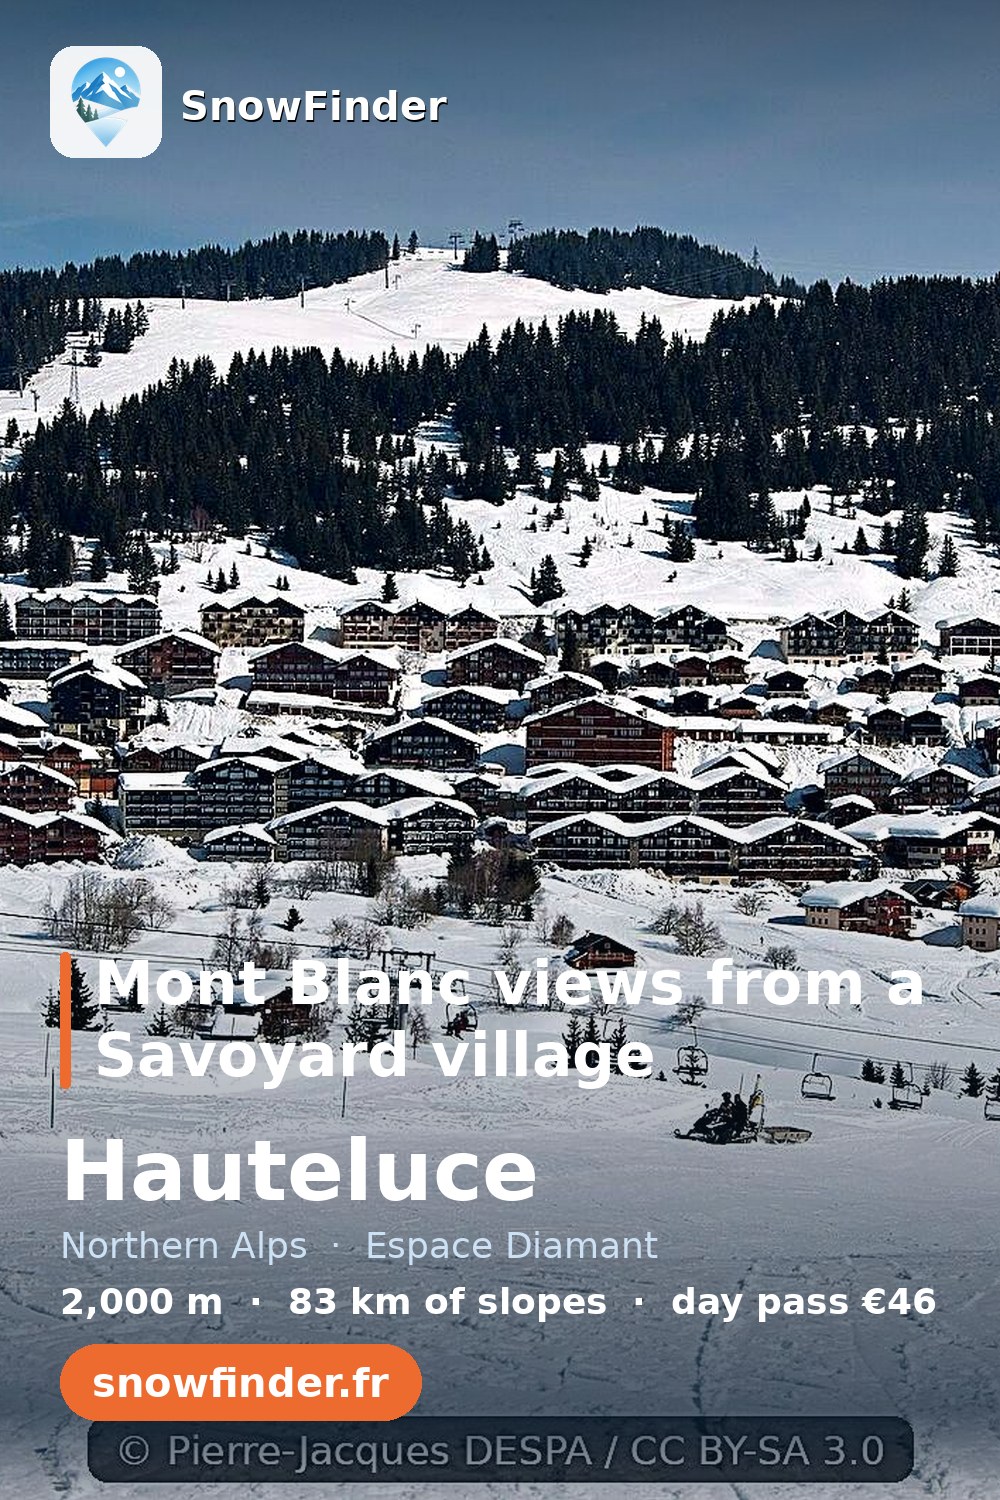 SnowFinder
Mont Blanc views from a
Savoyard village
Hauteluce
Northern Alps · Espace Diamant
2,000 m · 83 km of slopes · day pass €46
snowfinder.fr
© Pierre-Jacques DESPA / CC BY-SA 3.0